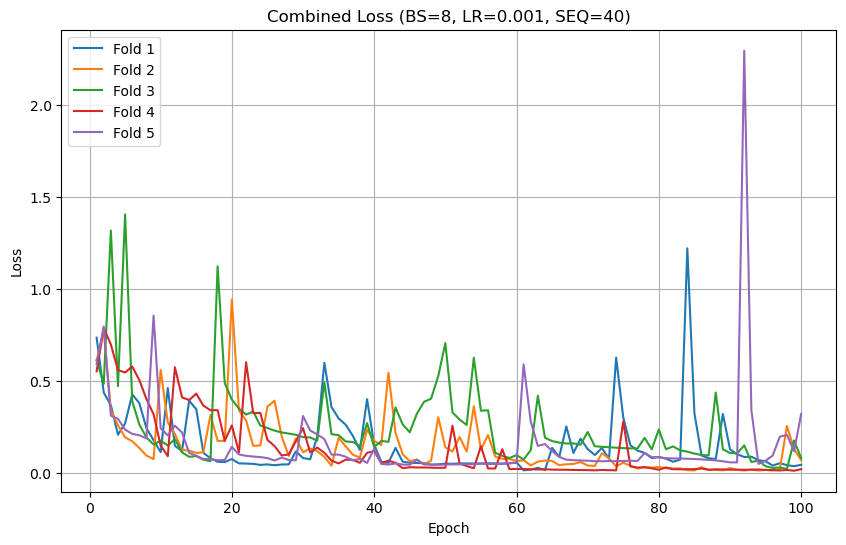 Combined Loss (BS=8, LR=0.001, SEQ=40)
Fold 1
Fold 2
Fold 3
Fold 4
Fold 5
2.0
1.5
1.0
0.5
0.0
Loss
0 20 40 60 80 100
Epoch